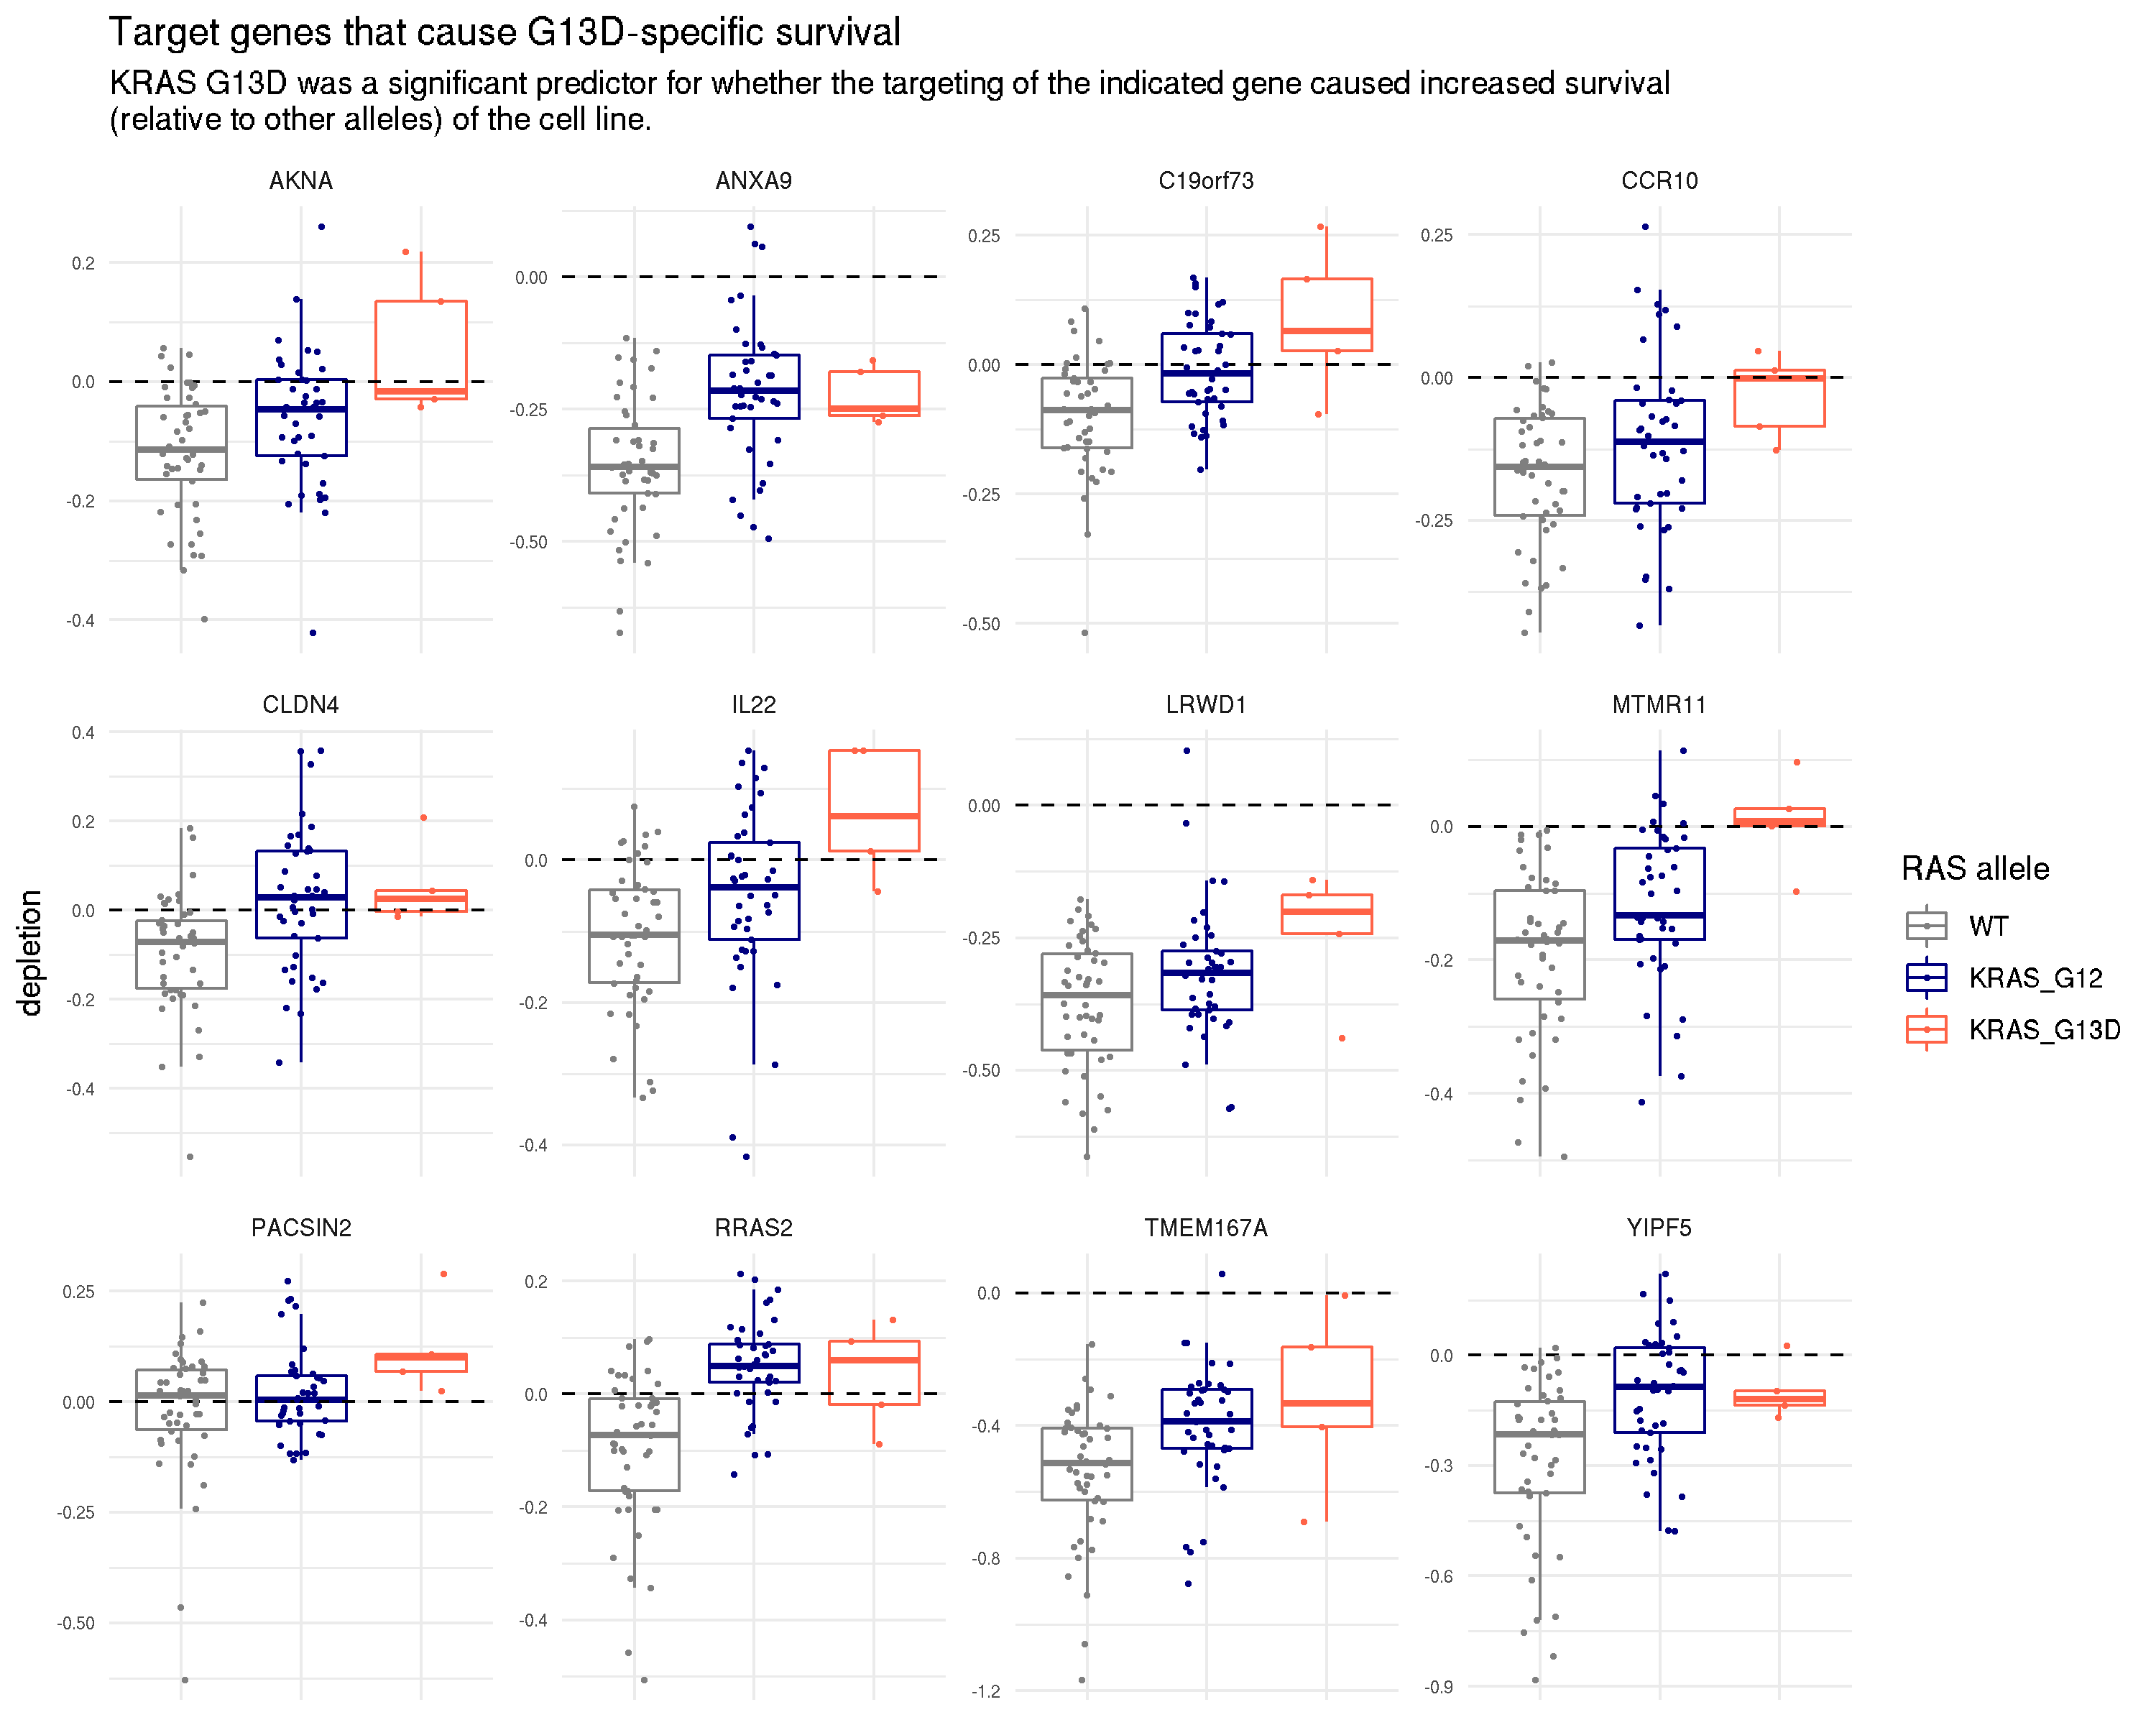 Target genes that cause G13D-specific survival
KRAS G13D was a significant predictor for whether the targeting of the indicated gene caused increased survival
(relative to other alleles) of the cell line.
AKNA
0.2
0.0
-0.2
-0.4
ANXA9
0.00
-0.25
-0.50
C19orf73
0.25
0.00
-0.25
-0.50
CCR10
0.25
0.00
-0.25
CLDN4
0.4
0.2
0.0
-0.2
-0.4
IL22
0.0
-0.2
-0.4
LRWD1
0.00
-0.25
-0.50
MTMR11
0.0
-0.2
-0.4
PACSIN2
0.25
0.00
-0.25
-0.50
RRAS2
0.2
0.0
-0.2
-0.4
TMEM167A
0.0
-0.4
-0.8
-1.2
YIPF5
0.0
-0.3
-0.6
-0.9
depletion
RAS allele
WT
KRAS_G12
KRAS_G13D